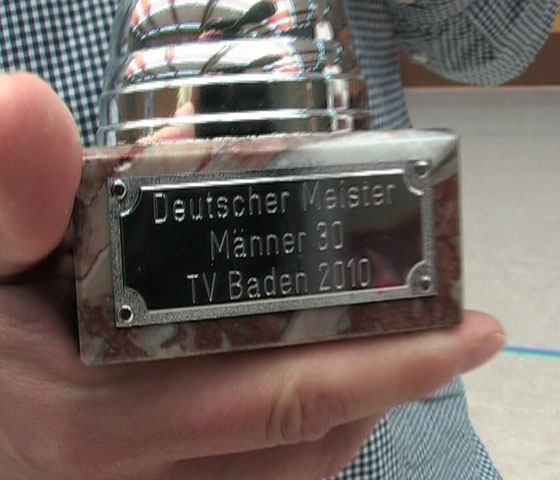 Deutscher Meister
Männer 30
TV Baden 2010